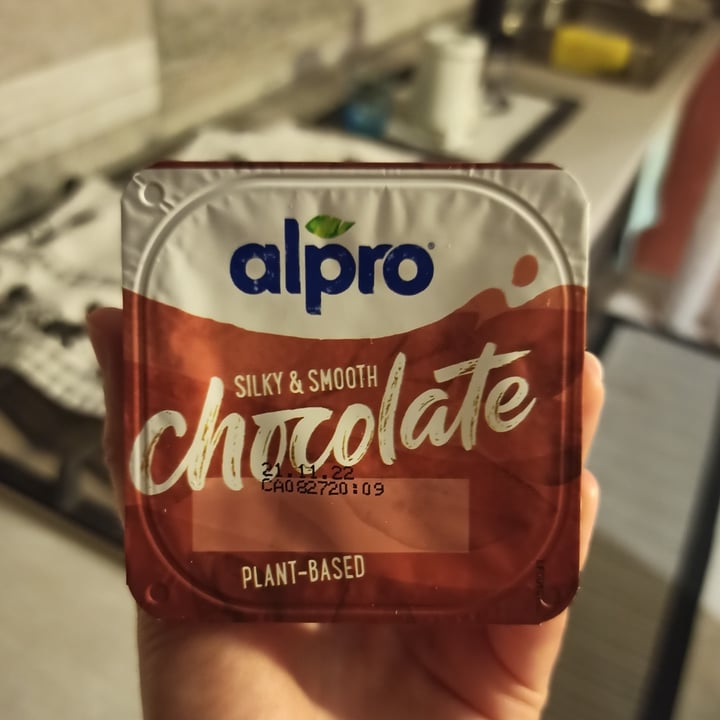 alpro
SILKY & SMOOTH
chocolate
21.11.22
CA082720:09
PLANT-BASED